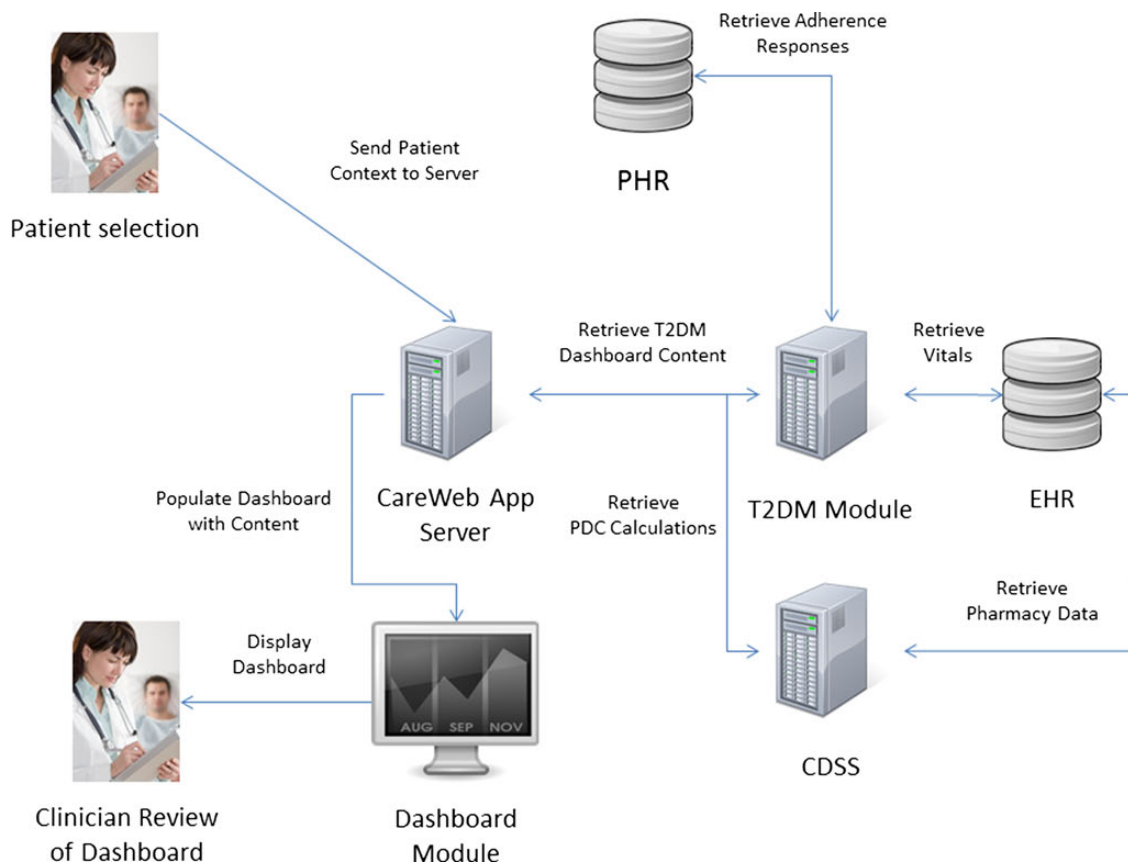 Retrieve Adherence
Responses
Send Patient
Context to Server
PHR
Patient selection
Retrieve T2DM
Dashboard Content
Retrieve
Vitals
CareWeb App
Server
T2DM Module
EHR
Populate Dashboard
with Content
Retrieve
PDC Calculations
Retrieve
Pharmacy Data
Display
Dashboard
AUG SEP NOV
CDSS
Clinician Review
of Dashboard
Dashboard
Module